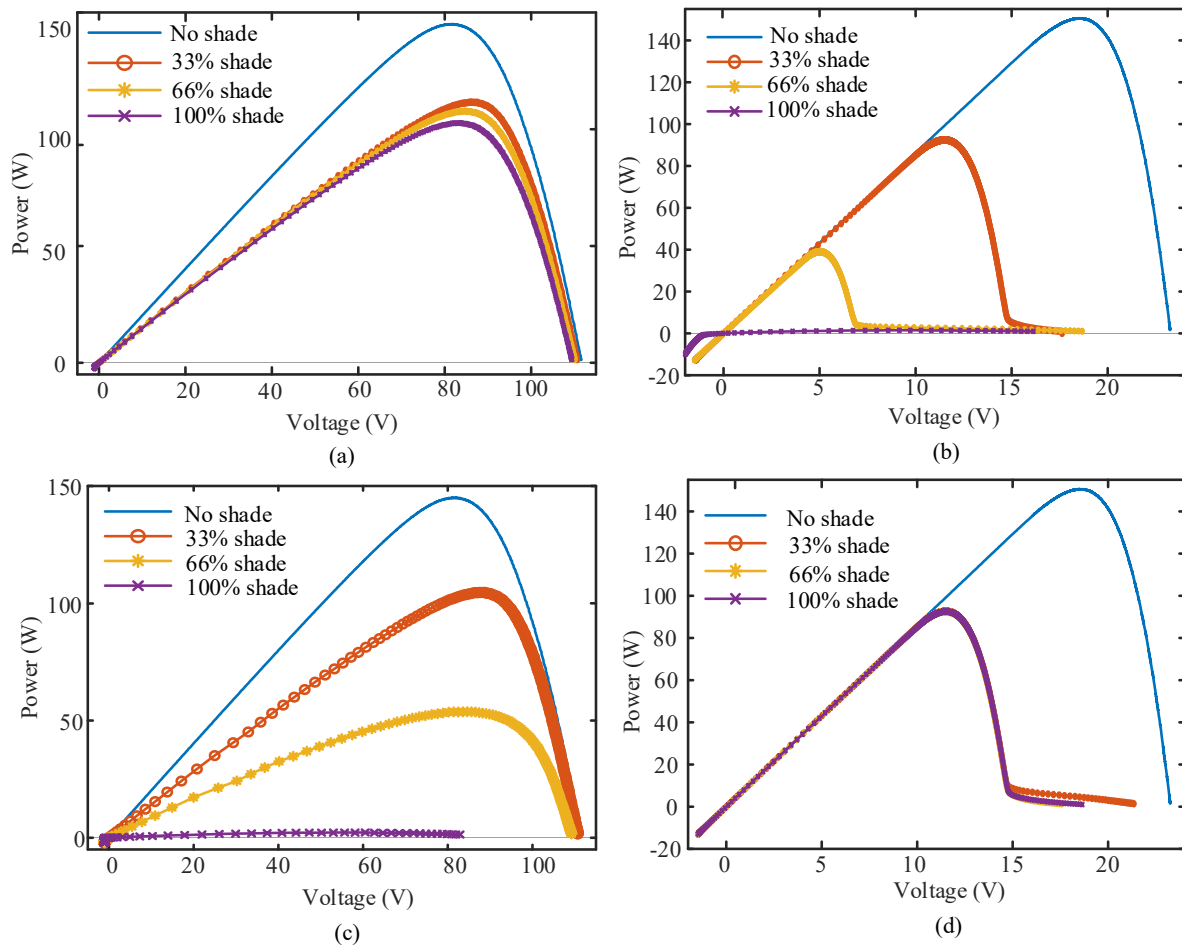 150
No shade
33% shade
66% shade
100% shade
100
50
0
0
20
40
60
80
100
Power (W)
Voltage (V)
(a)
140
No shade
33% shade
66% shade
100% shade
120
100
80
60
40
20
0
-20
0
5
10
15
20
Power (W)
Voltage (V)
(b)
150
No shade
33% shade
66% shade
100% shade
100
50
0
0
20
40
60
80
100
Power (W)
Voltage (V)
(c)
140
No shade
33% shade
66% shade
100% shade
120
100
80
60
40
20
0
-20
0
5
10
15
20
Power (W)
Voltage (V)
(d)